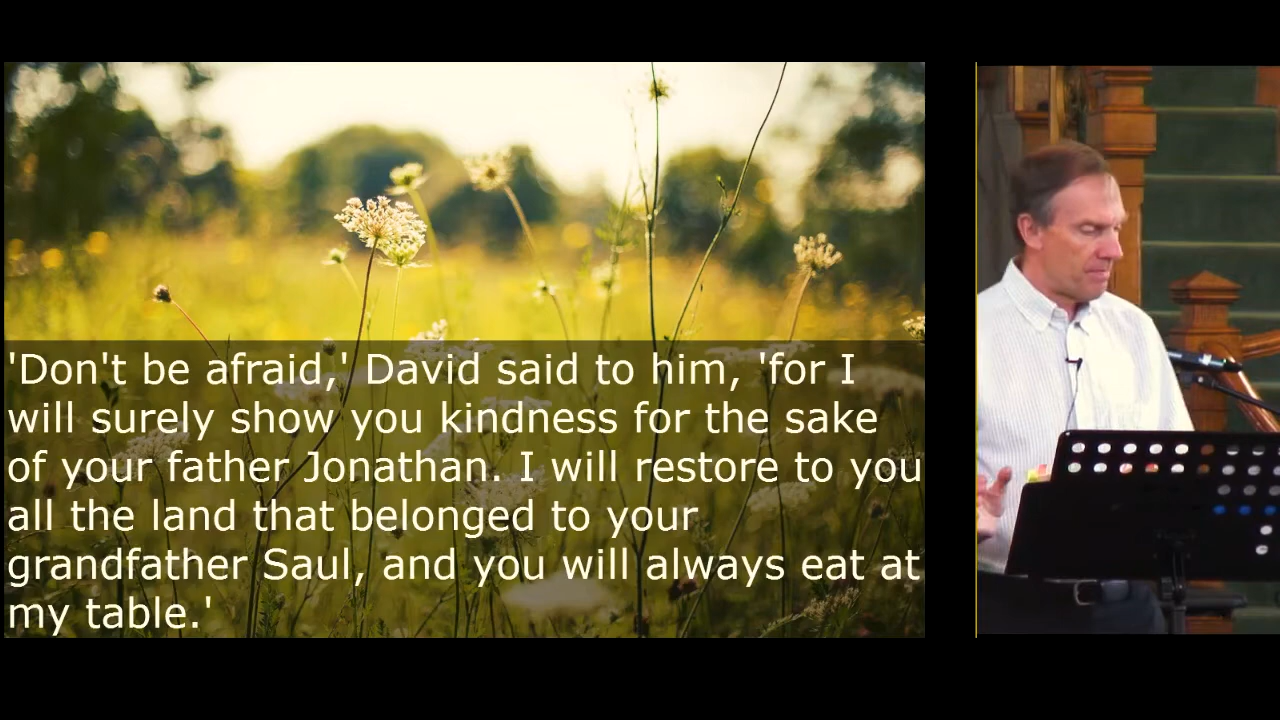 'Don't be afraid,' David said to him, 'for I
will surely show you kindness for the sake
of your father Jonathan. I will restore to you
all the land that belonged to your
grandfather Saul, and you will always eat at
my table.'